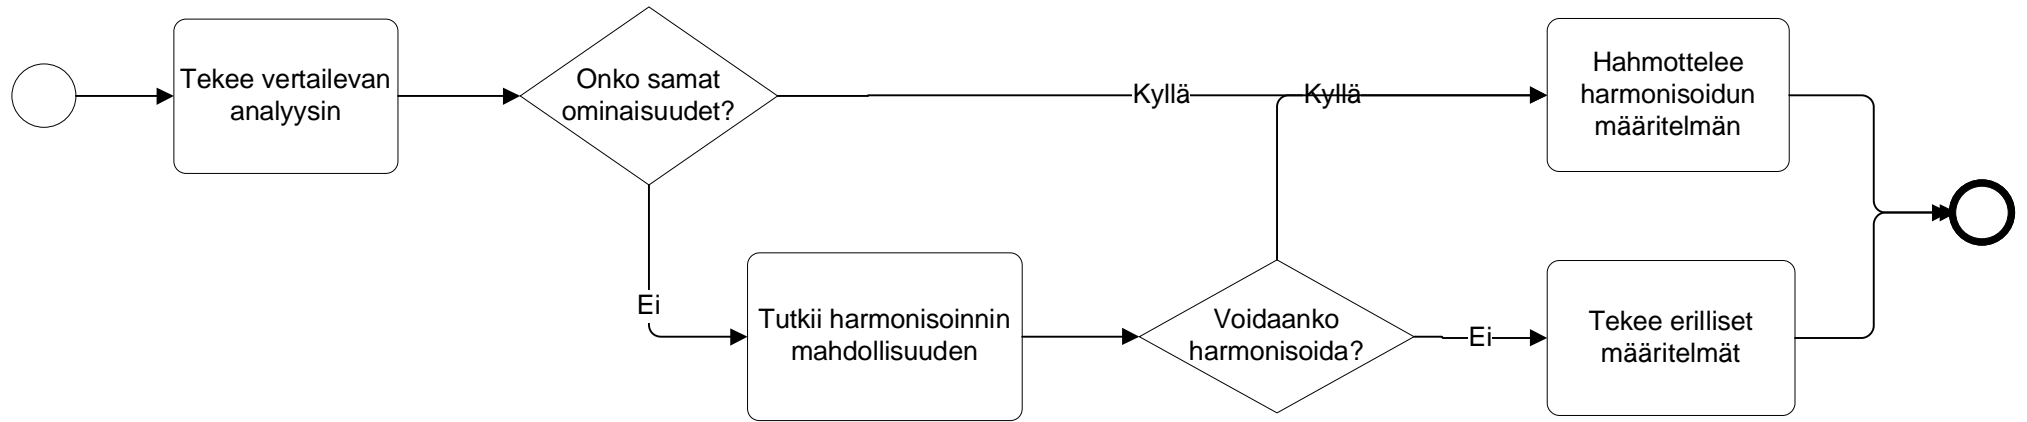 Tekee vertailevan
analyysin
Onko samat
ominaisuudet?
Kyllä
Kyllä
Hahmottelee
harmonisoidun
määritelmän
Ei
Tutkii harmonisoinnin
mahdollisuuden
Voidaanko
harmonisoida?
Ei
Tekee erilliset
määritelmät